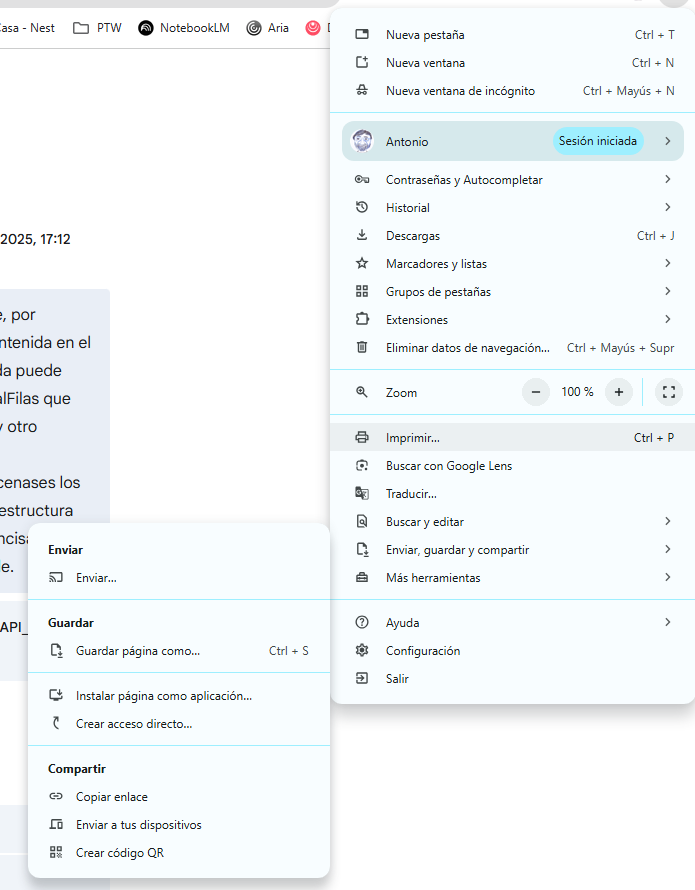 asa - Nest
PTW
NotebookLM
Aria
Nueva pestaña Ctrl + T
Nueva ventana Ctrl + N
Nueva ventana de incógnito Ctrl + Mayús + N
Antonio Sesión iniciada
Contraseñas y Autocompletar
Historial
Descargas Ctrl + J
Marcadores y listas
Grupos de pestañas
Extensiones
Eliminar datos de navegación... Ctrl + Mayús + Supr
Zoom 100 %
Imprimir... Ctrl + P
Buscar con Google Lens
Traducir...
Buscar y editar
Enviar, guardar y compartir
Más herramientas
Ayuda
Configuración
Salir
2025, 17:12
e, por
ntenida en el
da puede
alFilas que
y otro
cenases los
estructura
ncisa
e.
API_
Enviar
Enviar...
Guardar
Guardar página como... Ctrl + S
Instalar página como aplicación...
Crear acceso directo...
Compartir
Copiar enlace
Enviar a tus dispositivos
Crear código QR